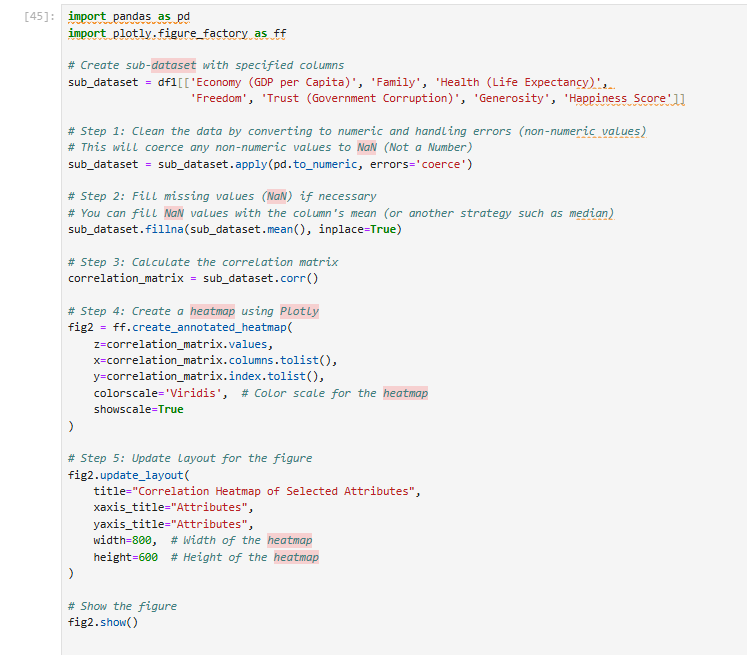 [45]: import pandas as pd
import plotly.figure_factory as ff
# Create sub-dataset with specified columns
sub_dataset = df1[['Economy (GDP per Capita)', 'Family', 'Health (Life Expectancy)',
'Freedom', 'Trust (Government Corruption)', 'Generosity', 'Happiness Score']]
# Step 1: Clean the data by converting to numeric and handling errors (non-numeric values)
# This will coerce any non-numeric values to NaN (Not a Number)
sub_dataset = sub_dataset.apply(pd.to_numeric, errors='coerce')
# Step 2: Fill missing values (NaN) if necessary
# You can fill NaN values with the column's mean (or another strategy such as median)
sub_dataset.fillna(sub_dataset.mean(), inplace=True)
# Step 3: Calculate the correlation matrix
correlation_matrix = sub_dataset.corr()
# Step 4: Create a heatmap using Plotly
fig2 = ff.create_annotated_heatmap(
z=correlation_matrix.values,
x=correlation_matrix.columns.tolist(),
y=correlation_matrix.index.tolist(),
colorscale='Viridis',  # Color scale for the heatmap
showscale=True
)
# Step 5: Update layout for the figure
fig2.update_layout(
title="Correlation Heatmap of Selected Attributes",
xaxis_title="Attributes",
yaxis_title="Attributes",
width=800,  # Width of the heatmap
height=600  # Height of the heatmap
)
# Show the figure
fig2.show()